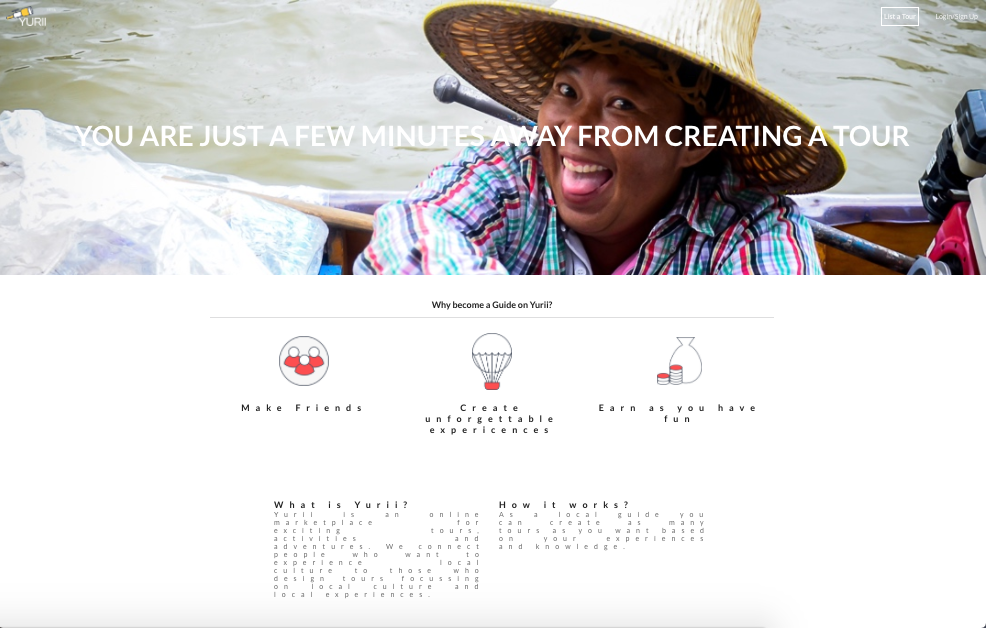 YURII
List a Tour
Login/Sign Up
YOU ARE JUST A FEW MINUTES AWAY FROM CREATING A TOUR
Why become a Guide on Yurii?
Make Friends
Create
unforgettable
expericences
Earn as you have
fun
What is Yurii?
Yurii is an online
marketplace for
exciting tours,
activities and
adventures. We connect
people who want to
experience local
culture to those who
design tours focussing
on local culture and
local experiences.
How it works?
As a local guide you
can create as many
tours as you want based
on your experiences
and knowledge.